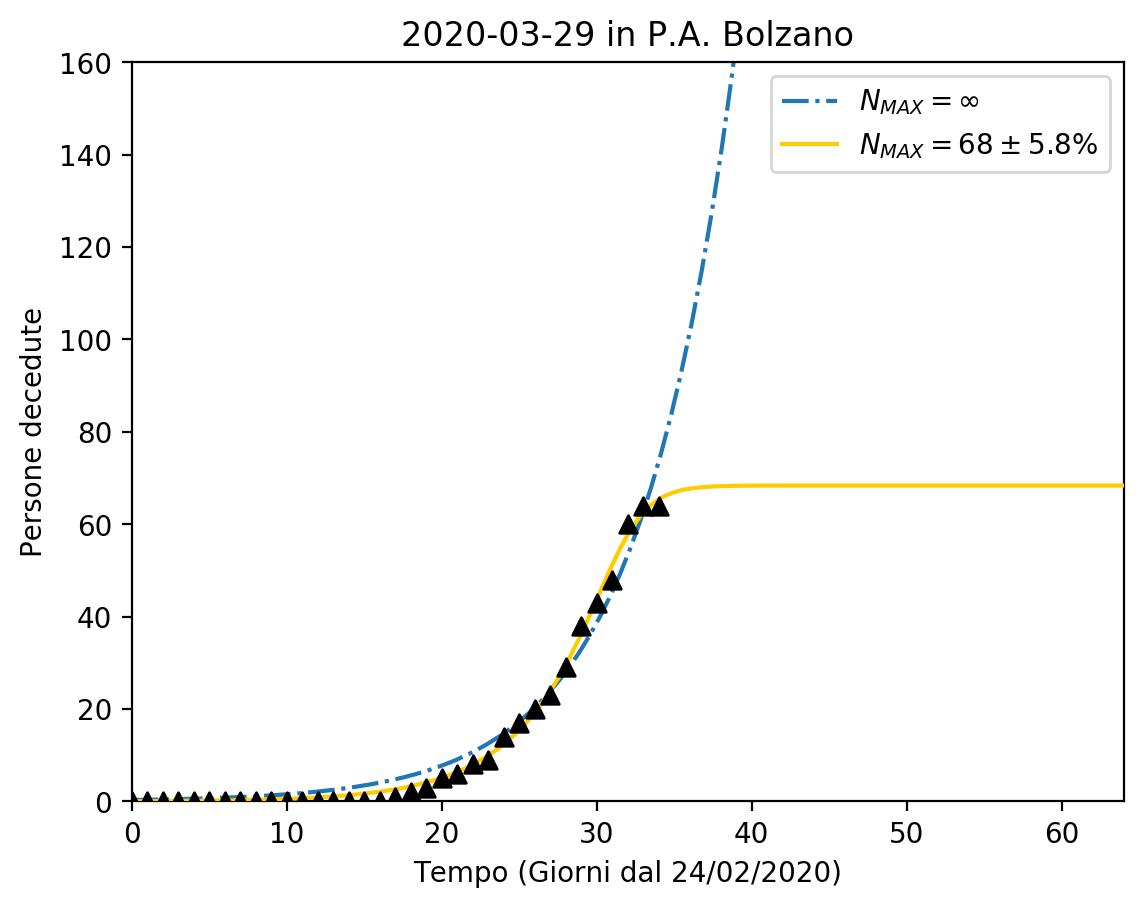 2020-03-29 in P.A. Bolzano
N_MAX = ∞
N_MAX = 68 ± 5.8%
160
140
120
100
80
60
40
20
0
Persone decedute
0 10 20 30 40 50 60
Tempo (Giorni dal 24/02/2020)